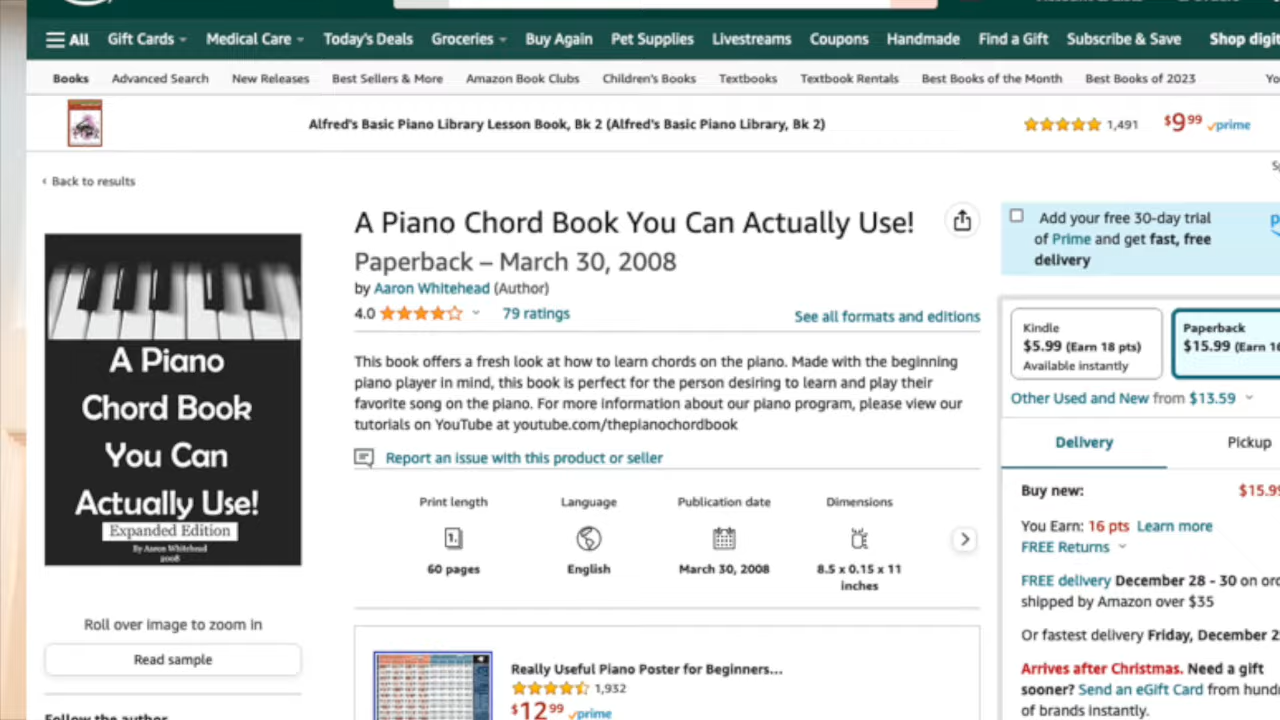 All Gift Cards Medical Care Today's Deals Groceries Buy Again Pet Supplies Livestreams Coupons Handmade Find a Gift Subscribe & Save Shop
Books Advanced Search New Releases Best Sellers & More Amazon Book Clubs Children's Books Textbooks Textbook Rentals Best Books of the Month Best Books of 2023
Alfred's Basic Piano Library Lesson Book, Bk 2 (Alfred's Basic Piano Library, Bk 2) 1,491 $9 99 prime
‹ Back to results
A Piano Chord Book You Can Actually Use!
Paperback – March 30, 2008
by Aaron Whitehead (Author)
4.0 79 ratings
See all formats and editions
This book offers a fresh look at how to learn chords on the piano. Made with the beginning
piano player in mind, this book is perfect for the person desiring to learn and play their
favorite song on the piano. For more information about our piano program, please view our
tutorials on YouTube at youtube.com/thepianochordbook
Report an issue with this product or seller
Print length Language Publication date Dimensions
1.
60 pages English March 30, 2008 8.5 x 0.15 x 11
inches
Really Useful Piano Poster for Beginners...
1,932
$12 99 prime
A Piano
Chord Book
You Can
Actually Use!
Expanded Edition
By Aaron Whitehead
2008
Roll over image to zoom in
Read sample
Follow the author
Add your free 30-day trial
of Prime and get fast, free
delivery
Kindle
$5.99 (Earn 18 pts)
Available instantly
Paperback
$15.99 (Earn 16
Other Used and New from $13.59
Delivery Pickup
Buy new: $15.99
You Earn: 16 pts Learn more
FREE Returns
FREE delivery December 28 - 30 on
shipped by Amazon over $35
Or fastest delivery Friday, December
Arrives after Christmas. Need a gift
sooner? Send an eGift Card from
of brands instantly.